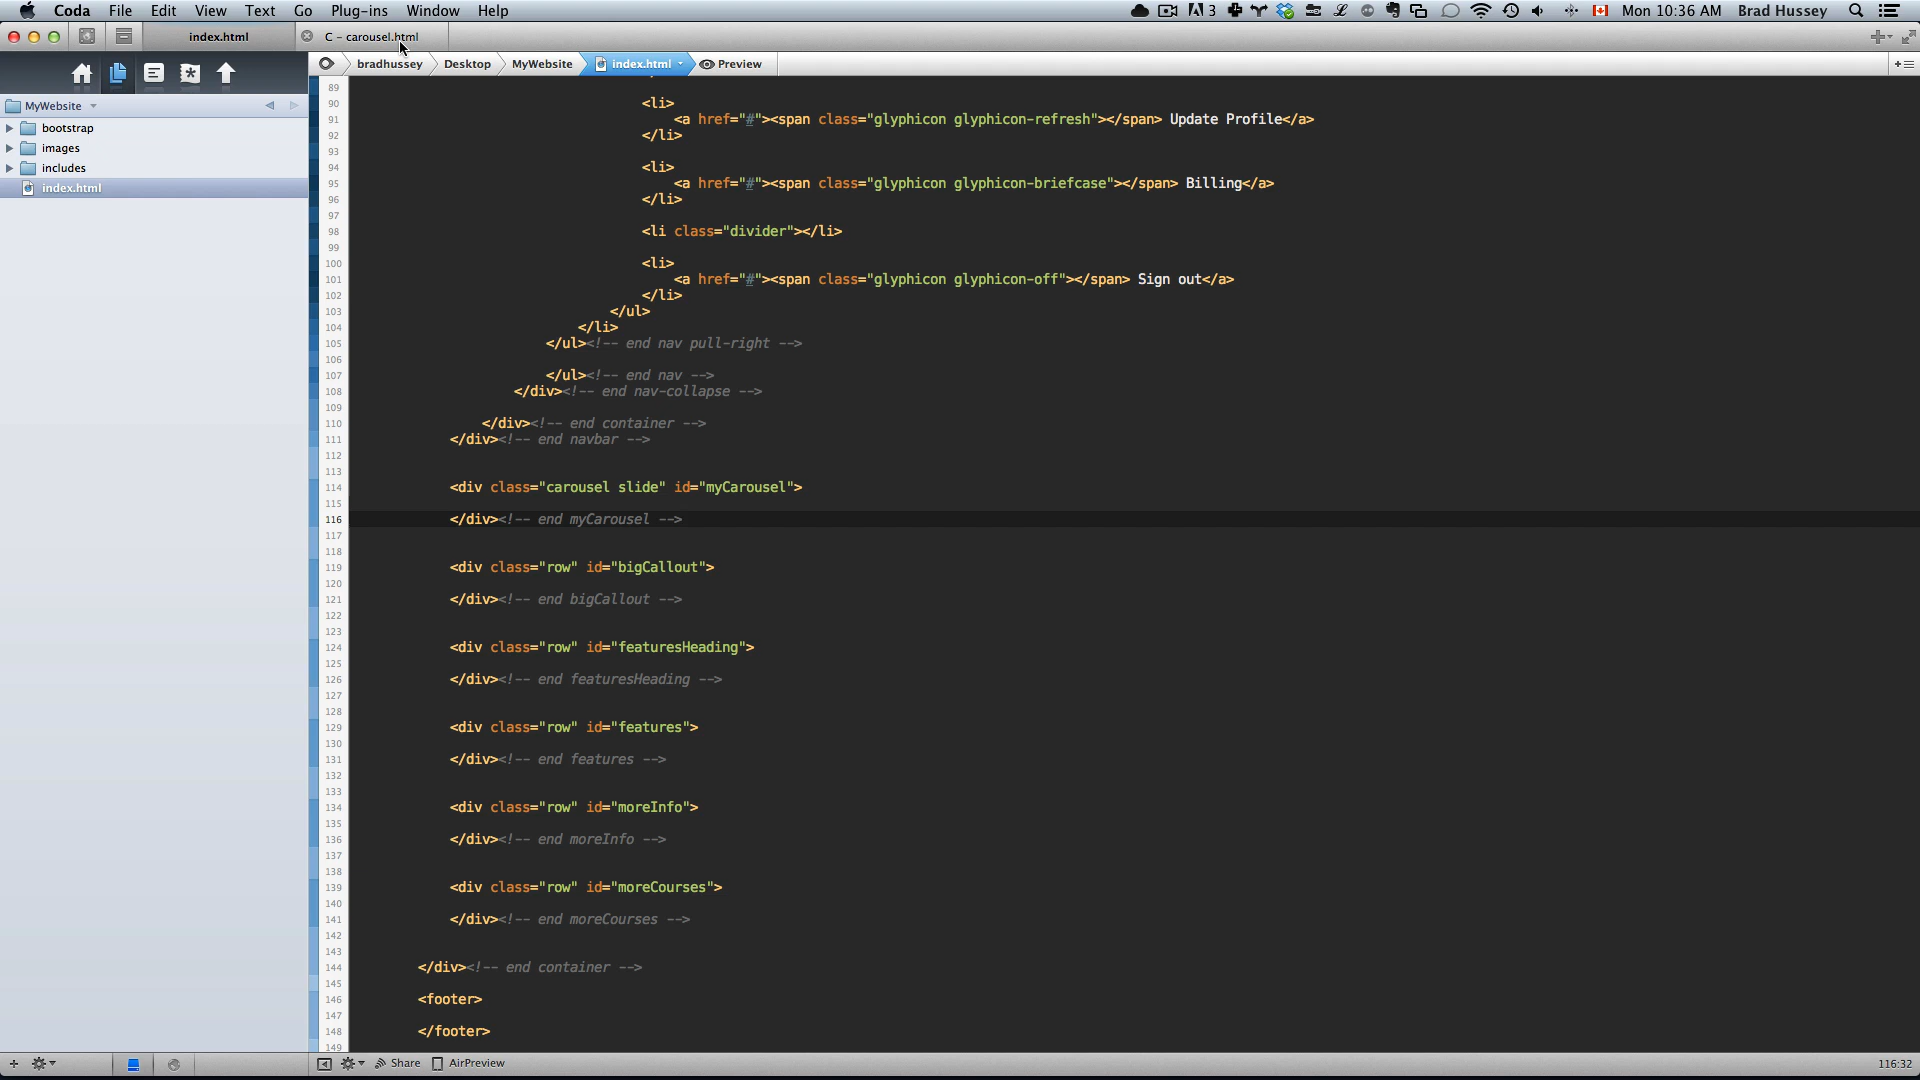 Coda File Edit View Text Go Plug-ins Window Help 3 Mon 10:36 AM Brad Hussey
index.html C - carousel.html
bradhussey Desktop MyWebsite index.html Preview
MyWebsite
bootstrap
images
includes
index.html
89
90 <li>
91 <a href="#"><span class="glyphicon glyphicon-refresh"></span> Update Profile</a>
92 </li>
93
94 <li>
95 <a href="#"><span class="glyphicon glyphicon-briefcase"></span> Billing</a>
96 </li>
97
98 <li class="divider"></li>
99
100 <li>
101 <a href="#"><span class="glyphicon glyphicon-off"></span> Sign out</a>
102 </li>
103 </ul>
104 </li>
105 </ul><!-- end nav pull-right -->
106
107 </ul><!-- end nav -->
108 </div><!-- end nav-collapse -->
109
110 </div><!-- end container -->
111 </div><!-- end navbar -->
112
113
114 <div class="carousel slide" id="myCarousel">
115
116 </div><!-- end myCarousel -->
117
118
119 <div class="row" id="bigCallout">
120
121 </div><!-- end bigCallout -->
122
123
124 <div class="row" id="featuresHeading">
125
126 </div><!-- end featuresHeading -->
127
128
129 <div class="row" id="features">
130
131 </div><!-- end features -->
132
133
134 <div class="row" id="moreInfo">
135
136 </div><!-- end moreInfo -->
137
138
139 <div class="row" id="moreCourses">
140
141 </div><!-- end moreCourses -->
142
143
144 </div><!-- end container -->
145
146 <footer>
147
148 </footer>
149
Share AirPreview 116:32